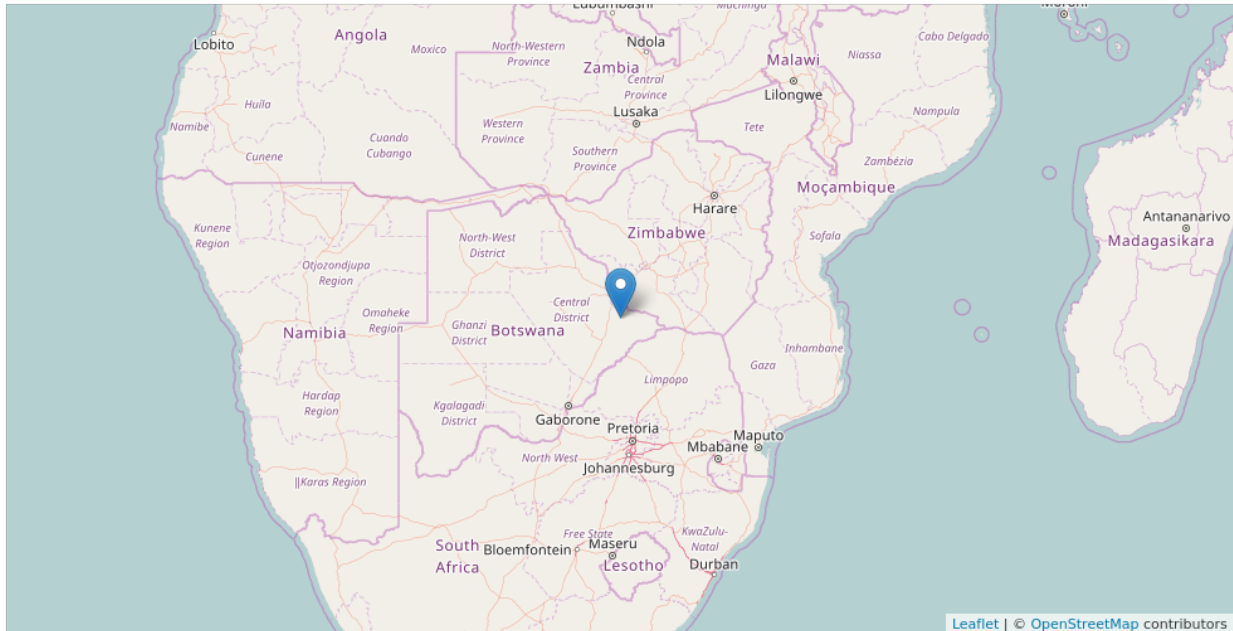 Lubumbashi
Muchinga
Moroni
Lobito
Angola
Moxico
North-Western
Province
Ndola
Zambia
Central
Province
Malawi
Lilongwe
Niassa
Cabo Delgado
Huíla
Namibe
Cunene
Cuando
Cubango
Western
Province
Lusaka
Southern
Province
Tete
Nampula
Zambézia
Moçambique
Kunene
Region
North-West
District
Harare
Zimbabwe
Sofala
Antananarivo
Madagasikara
Otjozondjupa
Region
Omaheke
Region
Namibia
Ghanzi
District
Botswana
Central
District
Inhambane
Gaza
Limpopo
Hardap
Region
Kgalagadi
District
Gaborone
Pretoria
Johannesburg
Mbabane
Maputo
North West
||Karas Region
Free State
KwaZulu-
Natal
South
Africa
Bloemfontein
Maseru
Lesotho
Durban
Leaflet | © OpenStreetMap contributors